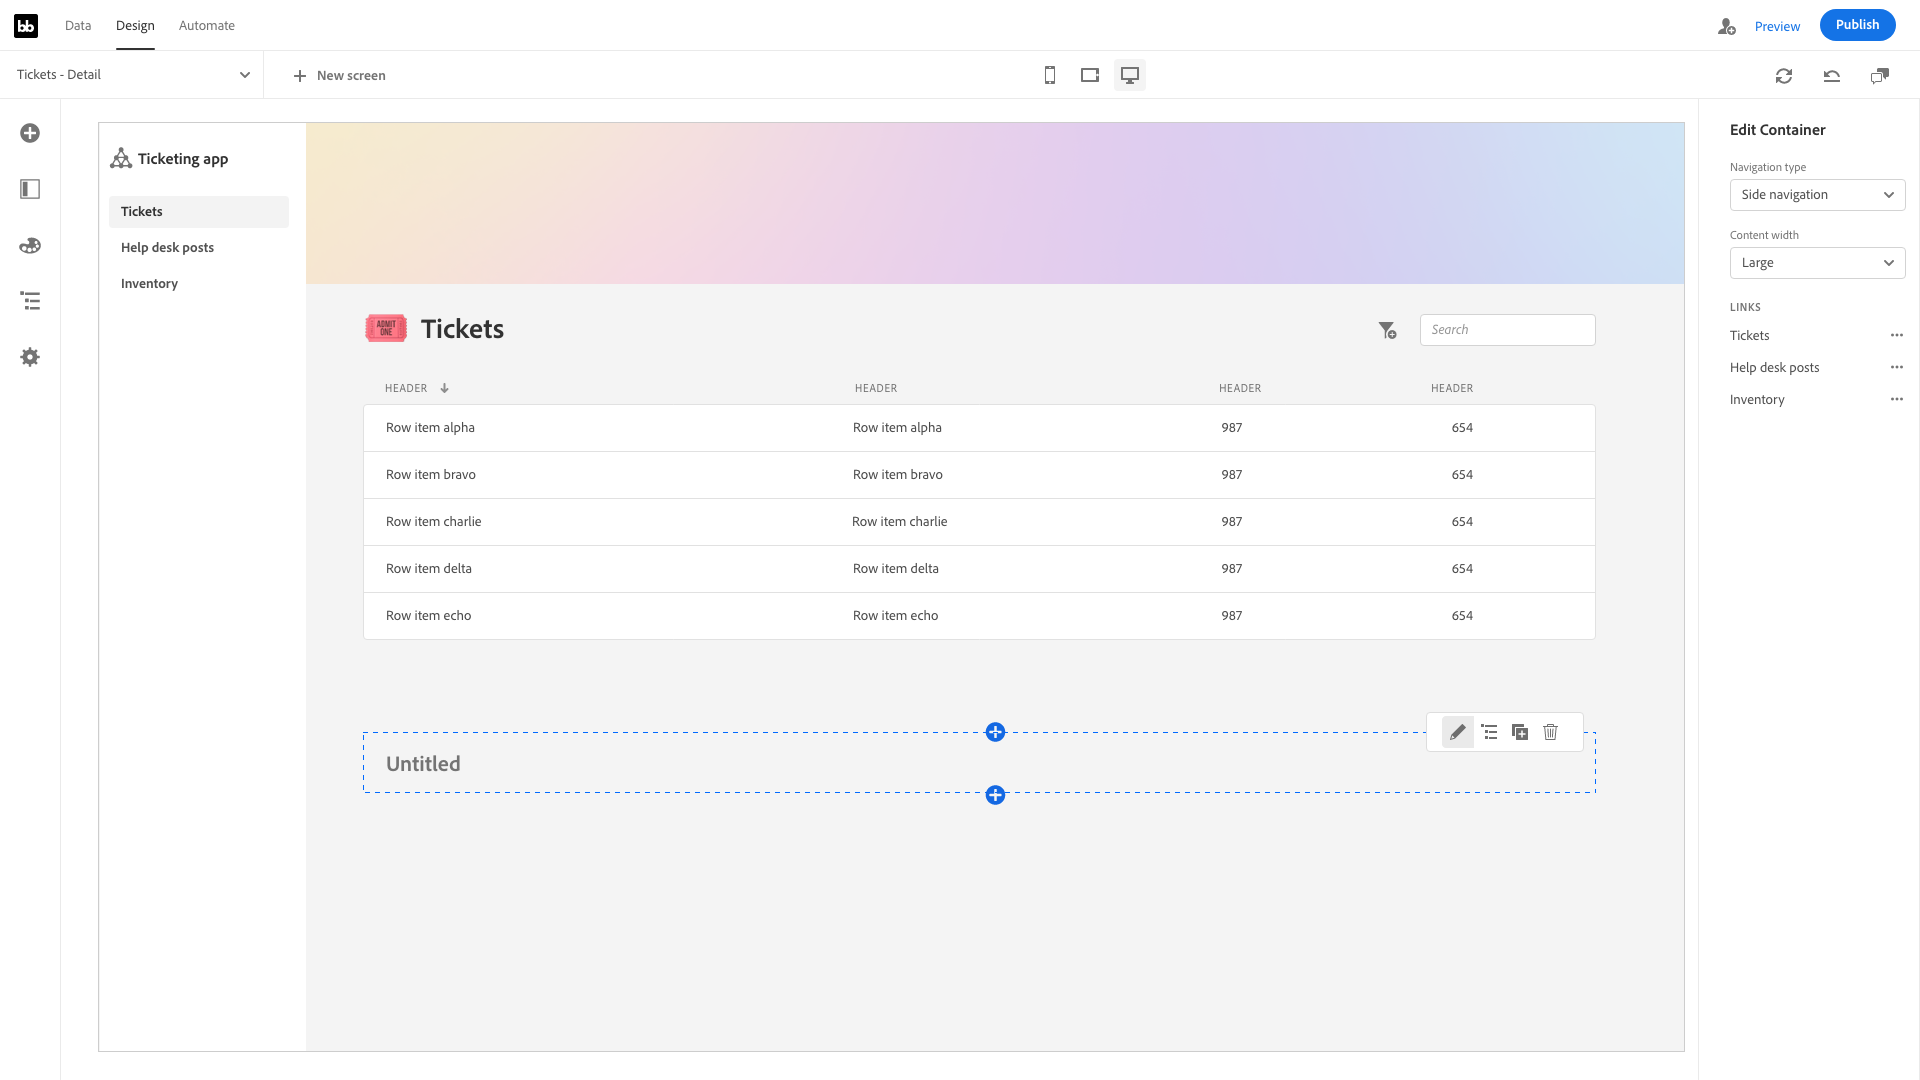 bb Data Design Automate Preview Publish
Tickets - Detail New screen
Ticketing app
Tickets
Help desk posts
Inventory
ADMIT
ONE
Tickets
Search
HEADER HEADER HEADER HEADER
Row item alpha Row item alpha 987 654
Row item bravo Row item bravo 987 654
Row item charlie Row item charlie 987 654
Row item delta Row item delta 987 654
Row item echo Row item echo 987 654
Untitled
Edit Container
Navigation type
Side navigation
Content width
Large
LINKS
Tickets
Help desk posts
Inventory